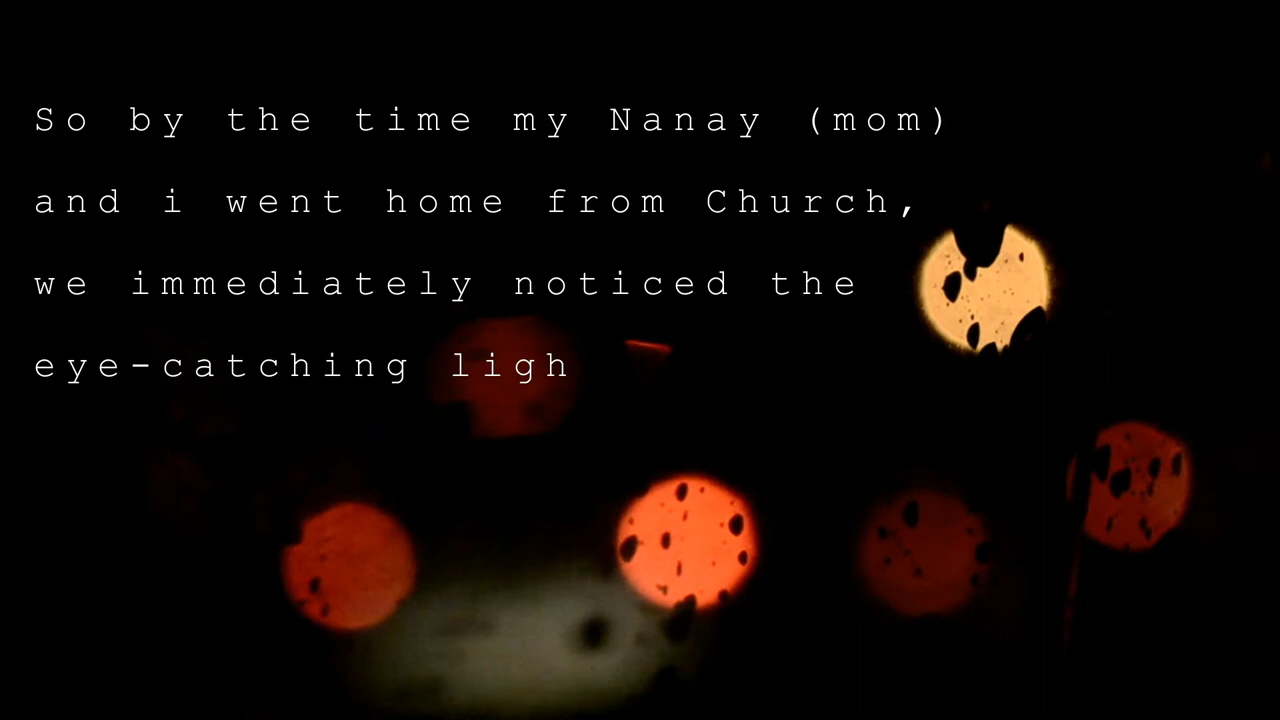 So by the time my Nanay (mom)
and i went home from Church,
we immediately noticed the
eye-catching ligh